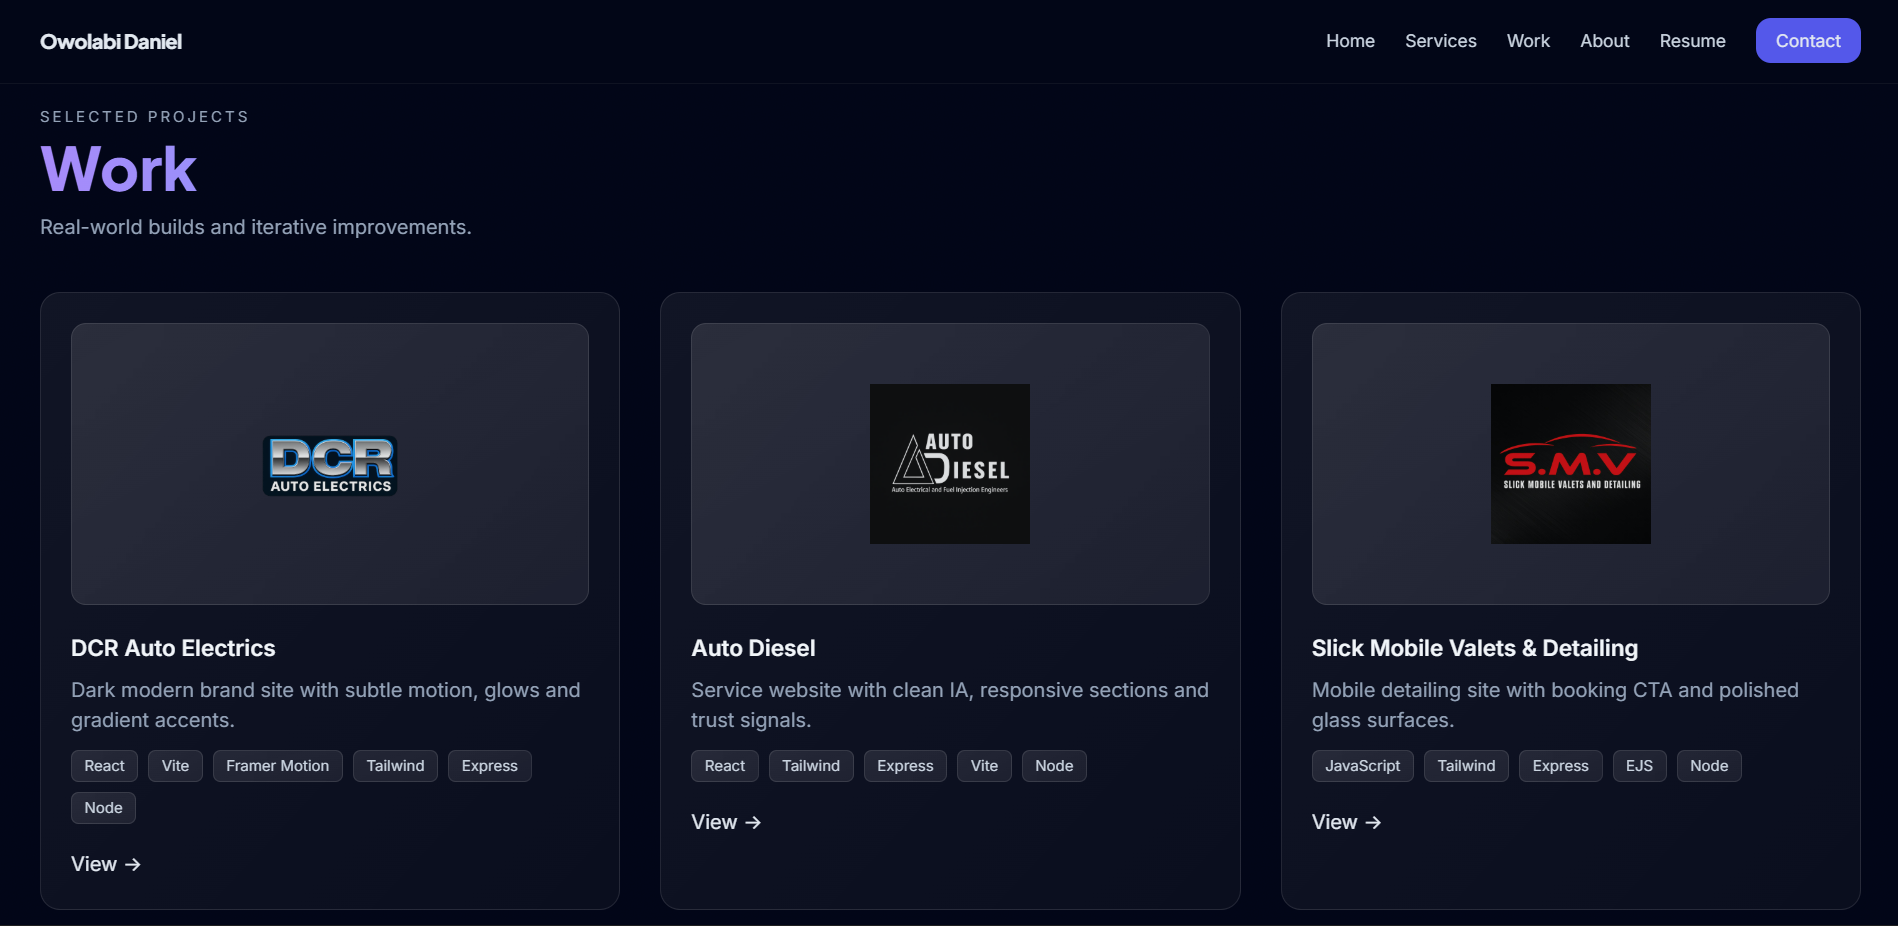 Owolabi Daniel
Home Services Work About Resume Contact
SELECTED PROJECTS
Work
Real-world builds and iterative improvements.
DCR
AUTO ELECTRICS
DCR Auto Electrics
Dark modern brand site with subtle motion, glows and
gradient accents.
React Vite Framer Motion Tailwind Express
Node
View →
AUTO
DIESEL
Auto Electrical and Fuel Injection Engineers
Auto Diesel
Service website with clean IA, responsive sections and
trust signals.
React Tailwind Express Vite Node
View →
S.M.V
SLICK MOBILE VALETS AND DETAILING
Slick Mobile Valets & Detailing
Mobile detailing site with booking CTA and polished
glass surfaces.
JavaScript Tailwind Express EJS Node
View →